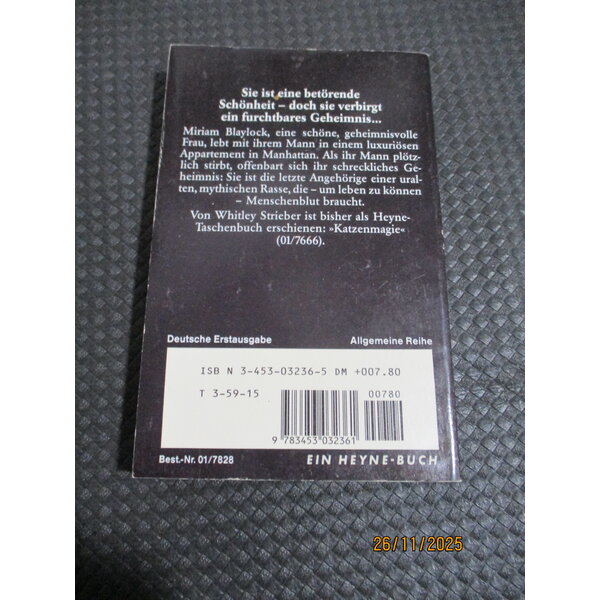 Sie ist eine betörende
Schönheit – doch sie verbirgt
ein furchtbares Geheimnis...
Miriam Blaylock, eine schöne, geheimnisvolle
Frau, lebt mit ihrem Mann in einem luxuriösen
Appartement in Manhattan. Als ihr Mann plötz-
lich stirbt, offenbart sich ihr schreckliches Ge-
heimnis: Sie ist die letzte Angehörige einer ural-
ten, mythischen Rasse, die – um leben zu können
– Menschenblut braucht.
Von Whitley Strieber ist bisher als Heyne-
Taschenbuch erschienen: »Katzenmagie«
(01/7666).
Deutsche Erstausgabe Allgemeine Reihe
ISB N 3-453-03236-5 DM +007.80
T 3-59-15 00780
9 783453 032361
Best.-Nr. 01/7828 EIN HEYNE-BUCH
26/11/2025